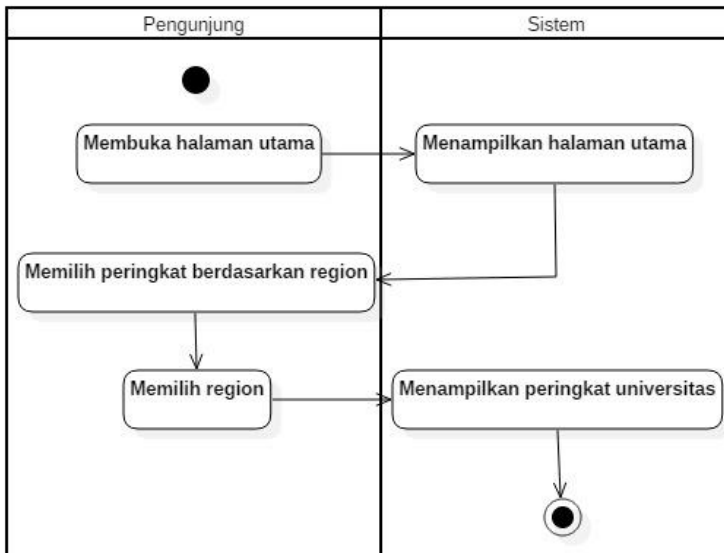 Pengunjung
Sistem
Membuka halaman utama
Menampilkan halaman utama
Memilih peringkat berdasarkan region
Memilih region
Menampilkan peringkat universitas